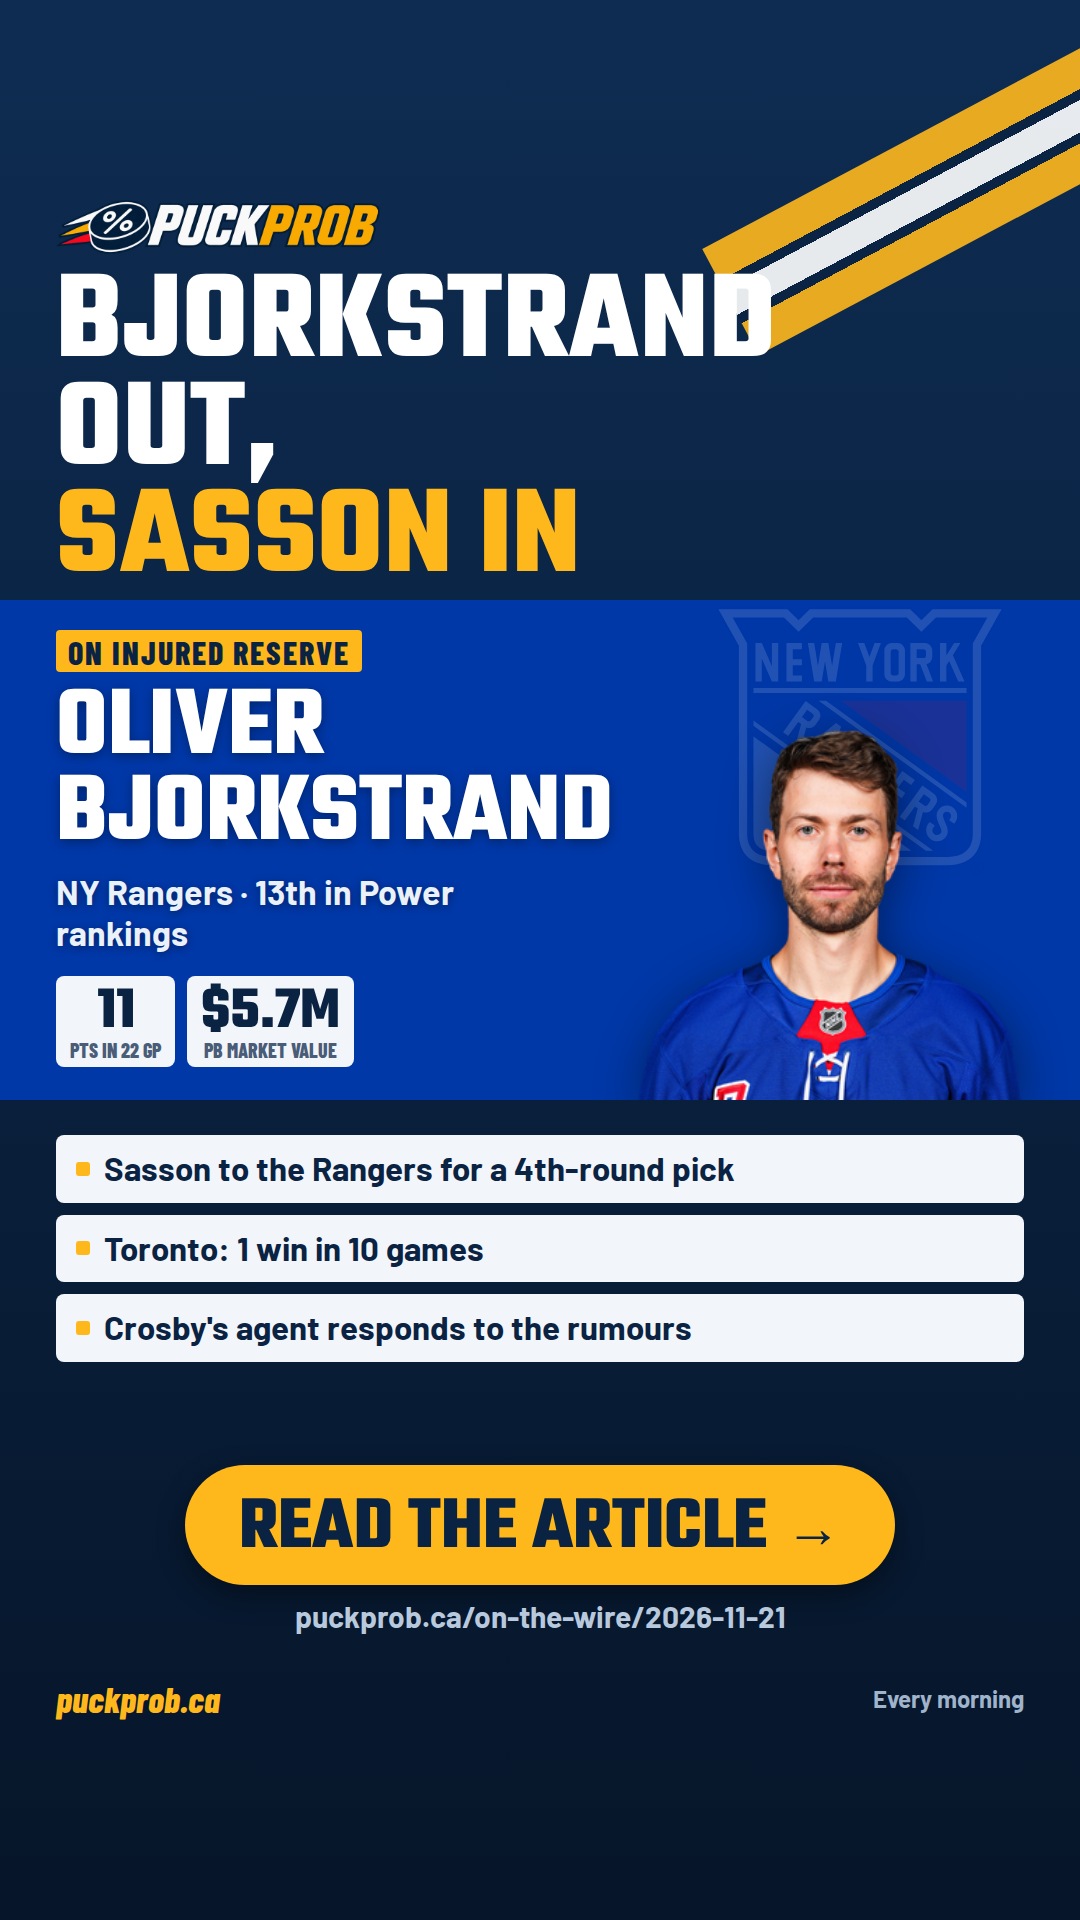 PUCKPROB
BJORKSTRAND
OUT,
SASSON IN
ON INJURED RESERVE
OLIVER
BJORKSTRAND
NY Rangers · 13th in Power
rankings
11
PTS IN 22 GP
$5.7M
PB MARKET VALUE
NEW YORK
Sasson to the Rangers for a 4th-round pick
Toronto: 1 win in 10 games
Crosby's agent responds to the rumours
READ THE ARTICLE →
puckprob.ca/on-the-wire/2026-11-21
puckprob.ca
Every morning